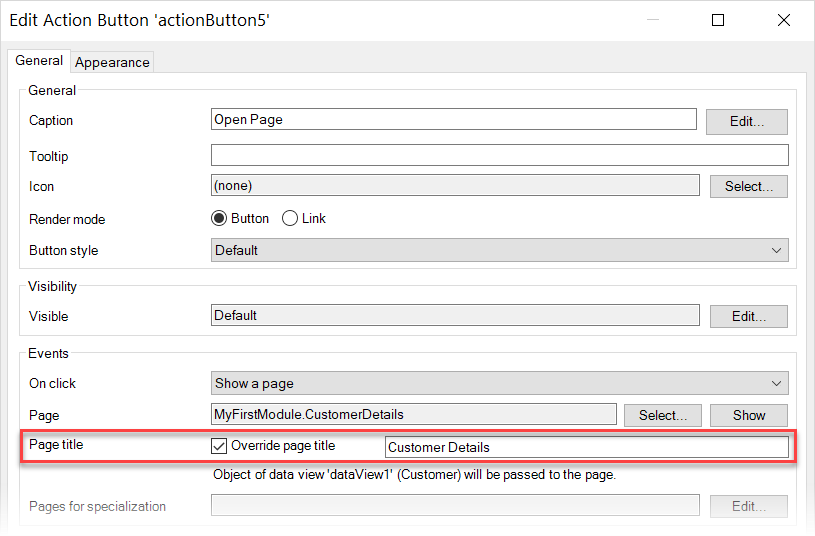 Edit Action Button 'actionButton5'
General Appearance
General
Caption Open Page Edit...
Tooltip
Icon (none) Select...
Render mode Button Link
Button style Default
Visibility
Visible Default Edit...
Events
On click Show a page
Page MyFirstModule.CustomerDetails Select... Show
Page title Override page title Customer Details
Object of data view 'dataView1' (Customer) will be passed to the page.
Pages for specialization Edit...